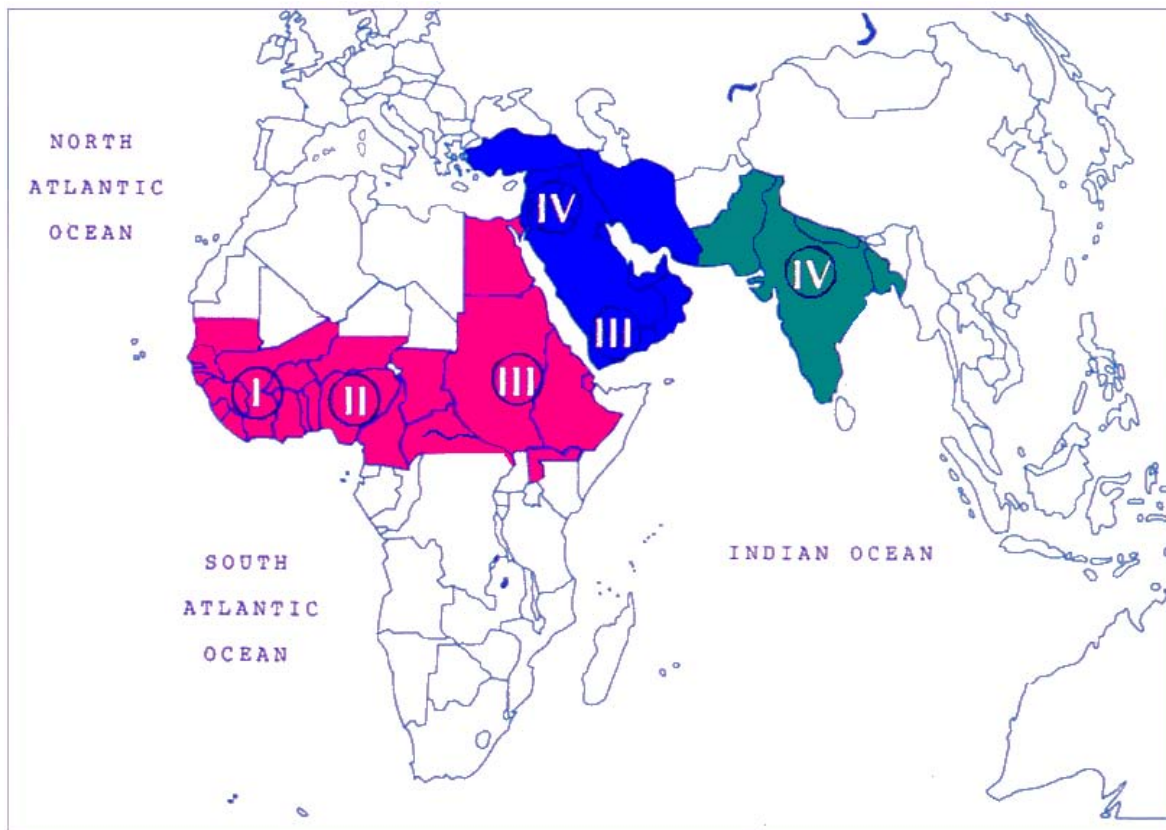 NORTH
ATLANTIC
OCEAN
IV
IV
III
III
I
II
INDIAN OCEAN
SOUTH
ATLANTIC
OCEAN